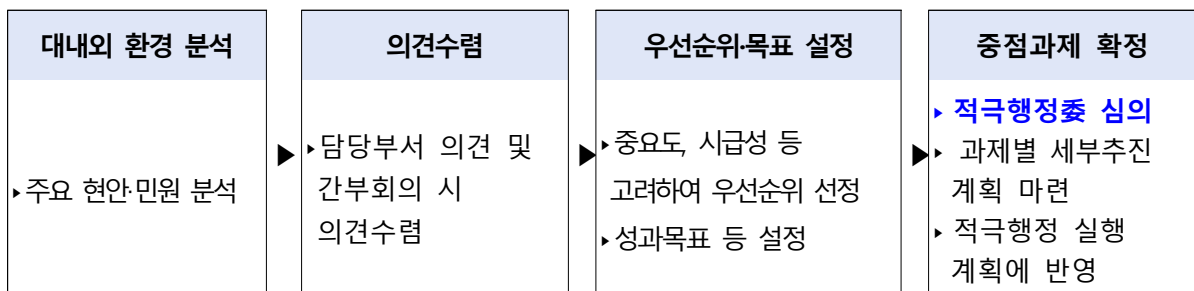 대내외 환경 분석
▸주요 현안·민원 분석
의견수렴
▸담당부서 의견 및
간부회의 시
의견수렴
우선순위·목표 설정
▸중요도, 시급성 등
고려하여 우선순위 선정
▸성과목표 등 설정
중점과제 확정
▸ 적극행정委 심의
▸ 과제별 세부추진
계획 마련
▸ 적극행정 실행
계획에 반영